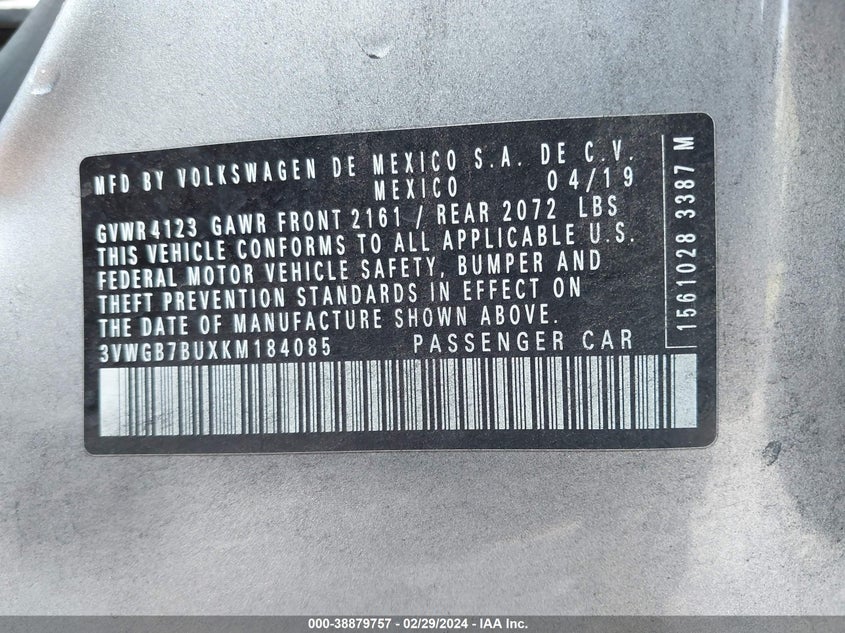 MFD BY VOLKSWAGEN DE MEXICO S.A. DE C.V.
MEXICO 04/19
GVWR4123 GAWR FRONT 2161 / REAR 2072 LBS
THIS VEHICLE CONFORMS TO ALL APPLICABLE U.S.
FEDERAL MOTOR VEHICLE SAFETY, BUMPER AND
THEFT PREVENTION STANDARDS IN EFFECT ON
THE DATE OF MANUFACTURE SHOWN ABOVE.
3VWGB7BUXKM184085 PASSENGER CAR
1561028 3387 M
000-38879757 - 02/29/2024 - IAA Inc.